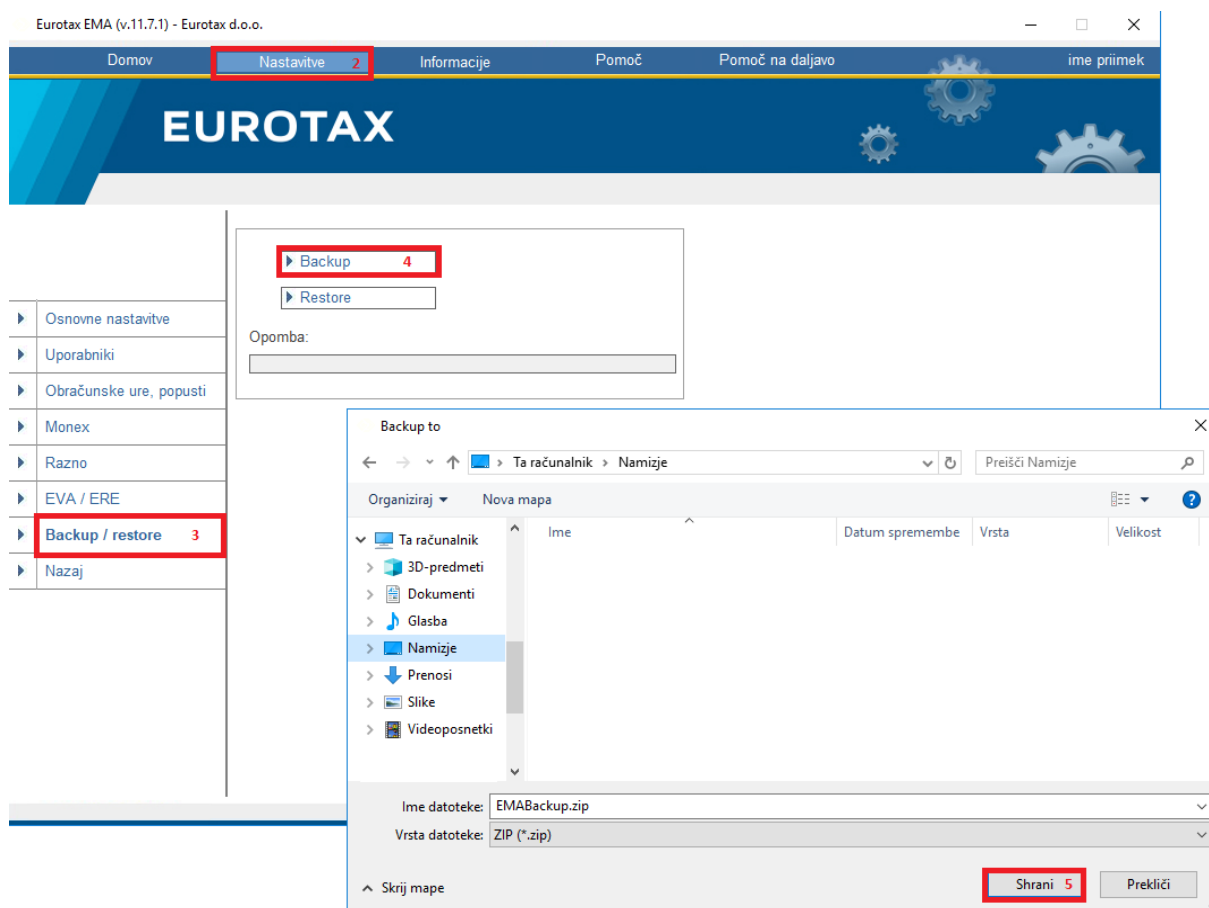 Eurotax EMA (v.11.7.1) - Eurotax d.o.o.
Domov Nastavitve 2 Informacije Pomoč Pomoč na daljavo ime priimek
EUROTAX
Backup 4
Restore
Opomba:
Osnovne nastavitve
Uporabniki
Obračunske ure, popusti
Monex
Razno
EVA / ERE
Backup / restore 3
Nazaj
Backup to
Ta računalnik › Namizje
Preišči Namizje
Organiziraj Nova mapa
Ime Datum spremembe Vrsta Velikost
Ta računalnik
3D-predmeti
Dokumenti
Glasba
Namizje
Prenosi
Slike
Videoposnetki
Ime datoteke: EMABackup.zip
Vrsta datoteke: ZIP (*.zip)
Skrij mape
Shrani 5 Prekliči